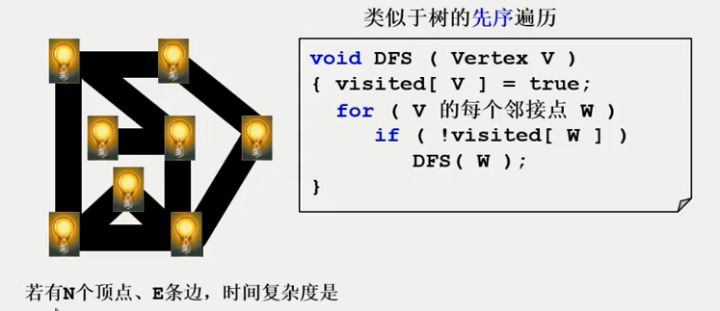 类似于树的先序遍历
void DFS ( Vertex V )
{ visited[ V ] = true;
for ( V 的每个邻接点 W )
if ( !visited[ W ] )
DFS( W );
}
若有N个顶点、E条边，时间复杂度是